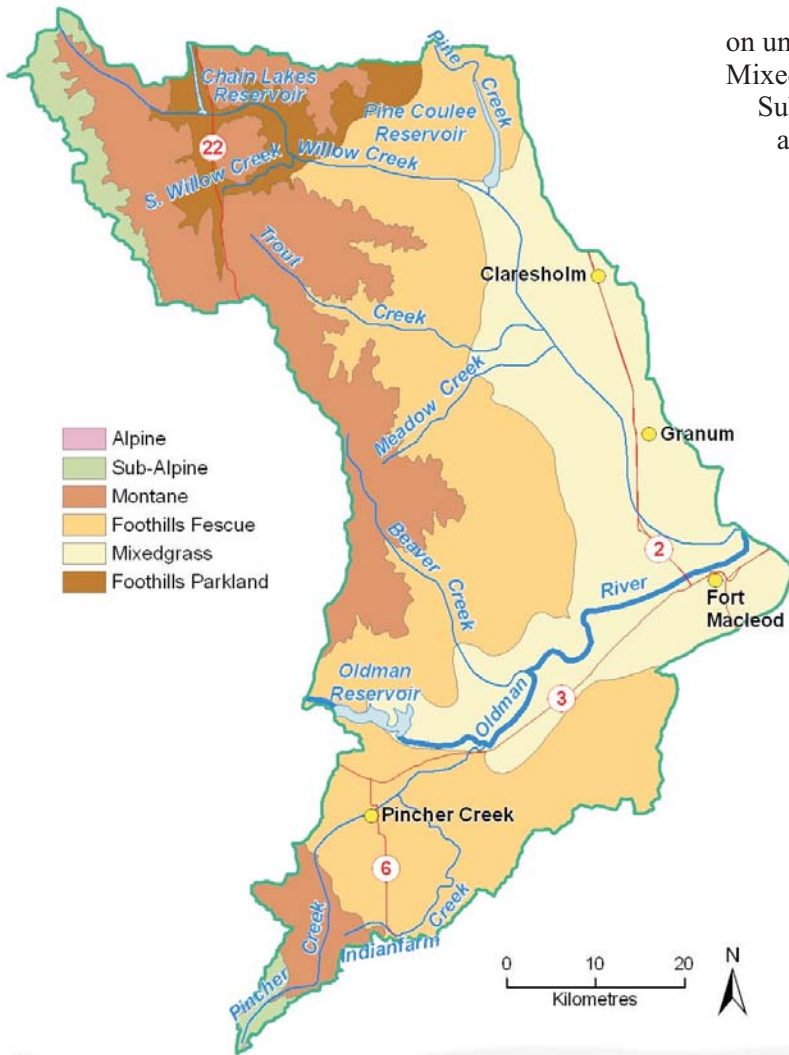 on un
Mixed
Su
a
Pine
Creek
Chain Lakes
Reservoir
Pine Coulee
Reservoir
22
Willow Creek
S. Willow Creek
Trout
Creek
Claresholm
Meadow Creek
Granum
Alpine
Sub-Alpine
Montane
Foothills Fescue
Mixedgrass
Foothills Parkland
Beaver
Creek
2
River
Fort
Macleod
Oldman
Reservoir
Oldman
3
Pincher Creek
6
Creek
Indianfarm
Creek
Pincher
0 10 20
Kilometres
N